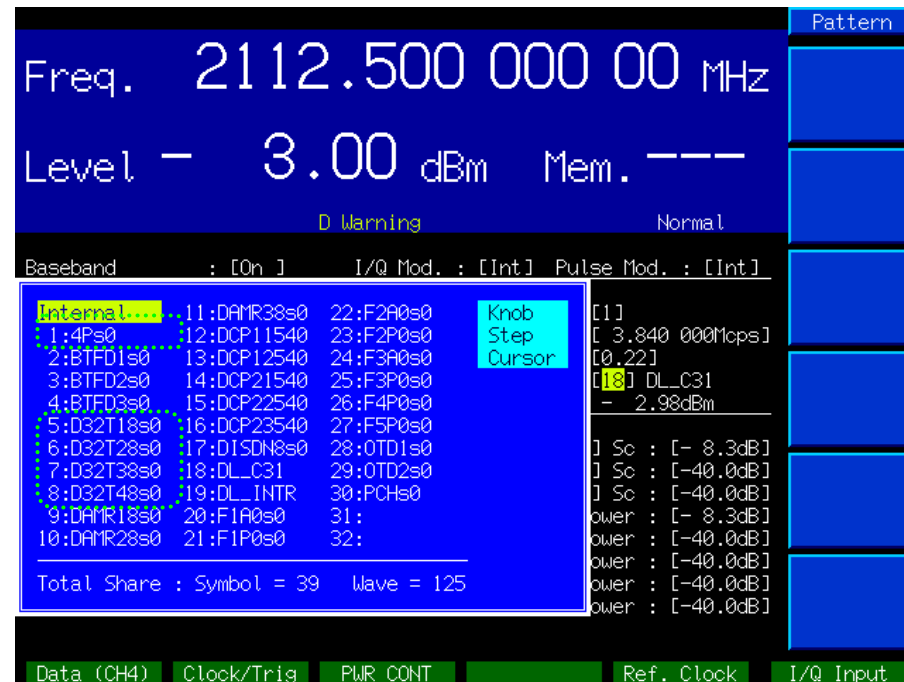 Pattern
Freq. 2112.500 000 00 MHz
Level - 3.00 dBm Mem. ---
D Warning Normal
Baseband : [On ] I/Q Mod. : [Int] Pulse Mod. : [Int]
Internal 11:DAMR38s0 22:F2A0s0 Knob [1]
1:4Ps0 12:DCP11540 23:F2P0s0 Step [ 3.840 000Mcps]
2:BTFD1s0 13:DCP12540 24:F3A0s0 Cursor [0.22]
3:BTFD2s0 14:DCP21540 25:F3P0s0 [18] DL_C31
4:BTFD3s0 15:DCP22540 26:F4P0s0 - 2.98dBm
5:D32T18s0 16:DCP23540 27:F5P0s0
6:D32T28s0 17:DISDN8s0 28:OTD1s0 ] Sc : [- 8.3dB]
7:D32T38s0 18:DL_C31 29:OTD2s0 ] Sc : [-40.0dB]
8:D32T48s0 19:DL_INTR 30:PCHs0 ] Sc : [-40.0dB]
9:DAMR18s0 20:F1A0s0 31: ower : [- 8.3dB]
10:DAMR28s0 21:F1P0s0 32: ower : [-40.0dB]
ower : [-40.0dB]
Total Share : Symbol = 39 Wave = 125 ower : [-40.0dB]
ower : [-40.0dB]
Data (CH4) Clock/Trig PWR CONT Ref. Clock I/Q Input